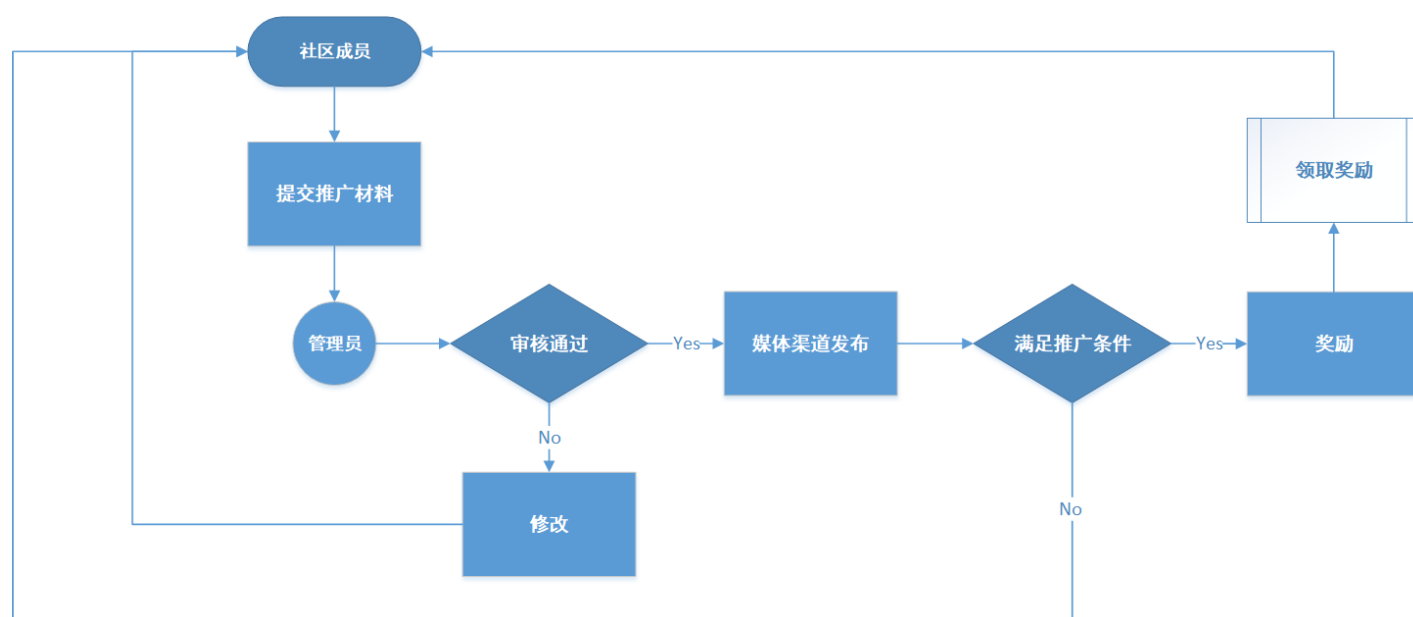 社区成员
提交推广材料
领取奖励
管理员
审核通过
Yes
媒体渠道发布
满足推广条件
Yes
奖励
No
修改
No